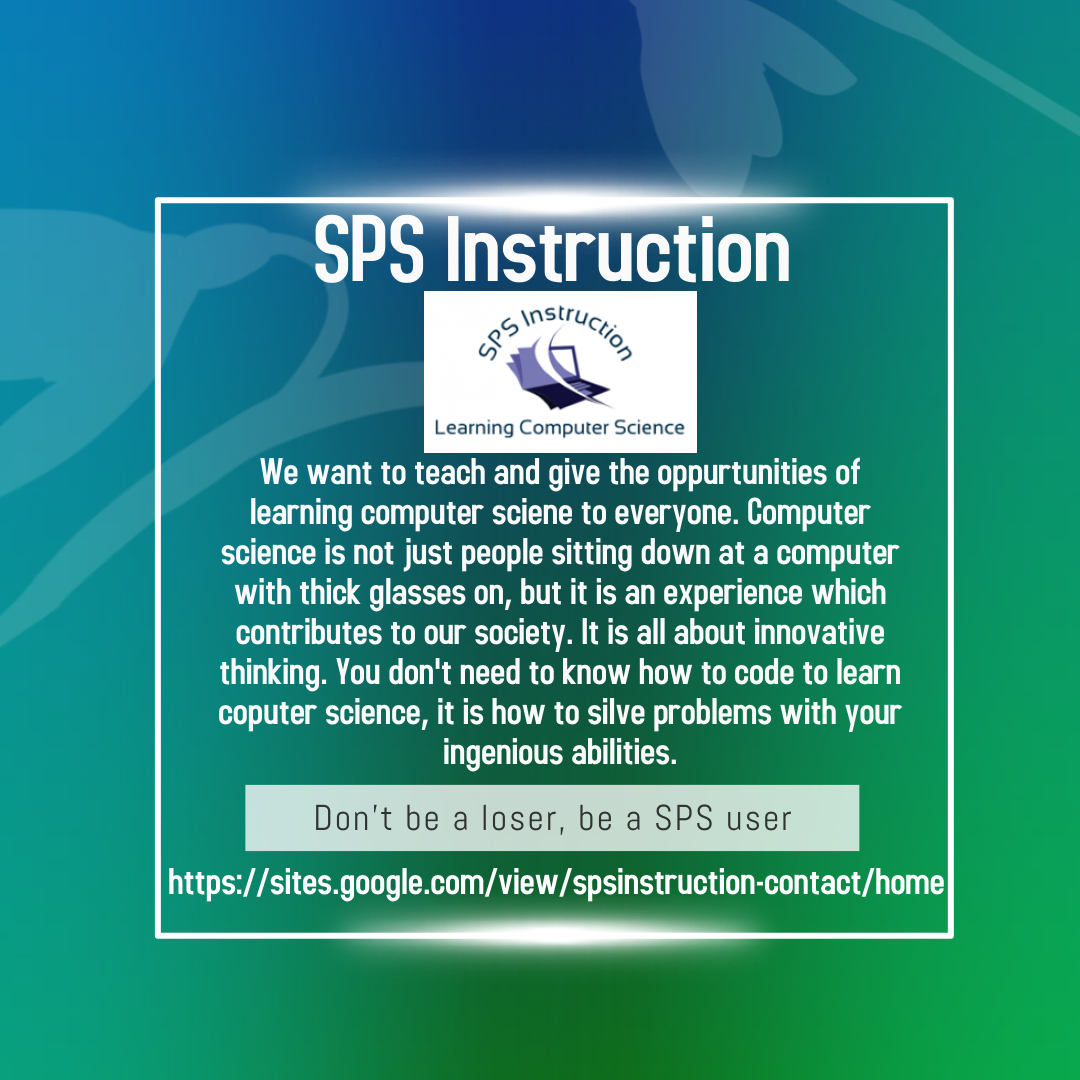 SPS Instruction
SPS Instruction
Learning Computer Science
We want to teach and give the oppurtunities of
learning computer sciene to everyone. Computer
science is not just people sitting down at a computer
with thick glasses on, but it is an experience which
contributes to our society. It is all about innovative
thinking. You don't need to know how to code to learn
coputer science, it is how to silve problems with your
ingenious abilities.
Don't be a loser, be a SPS user
https://sites.google.com/view/spsinstruction-contact/home